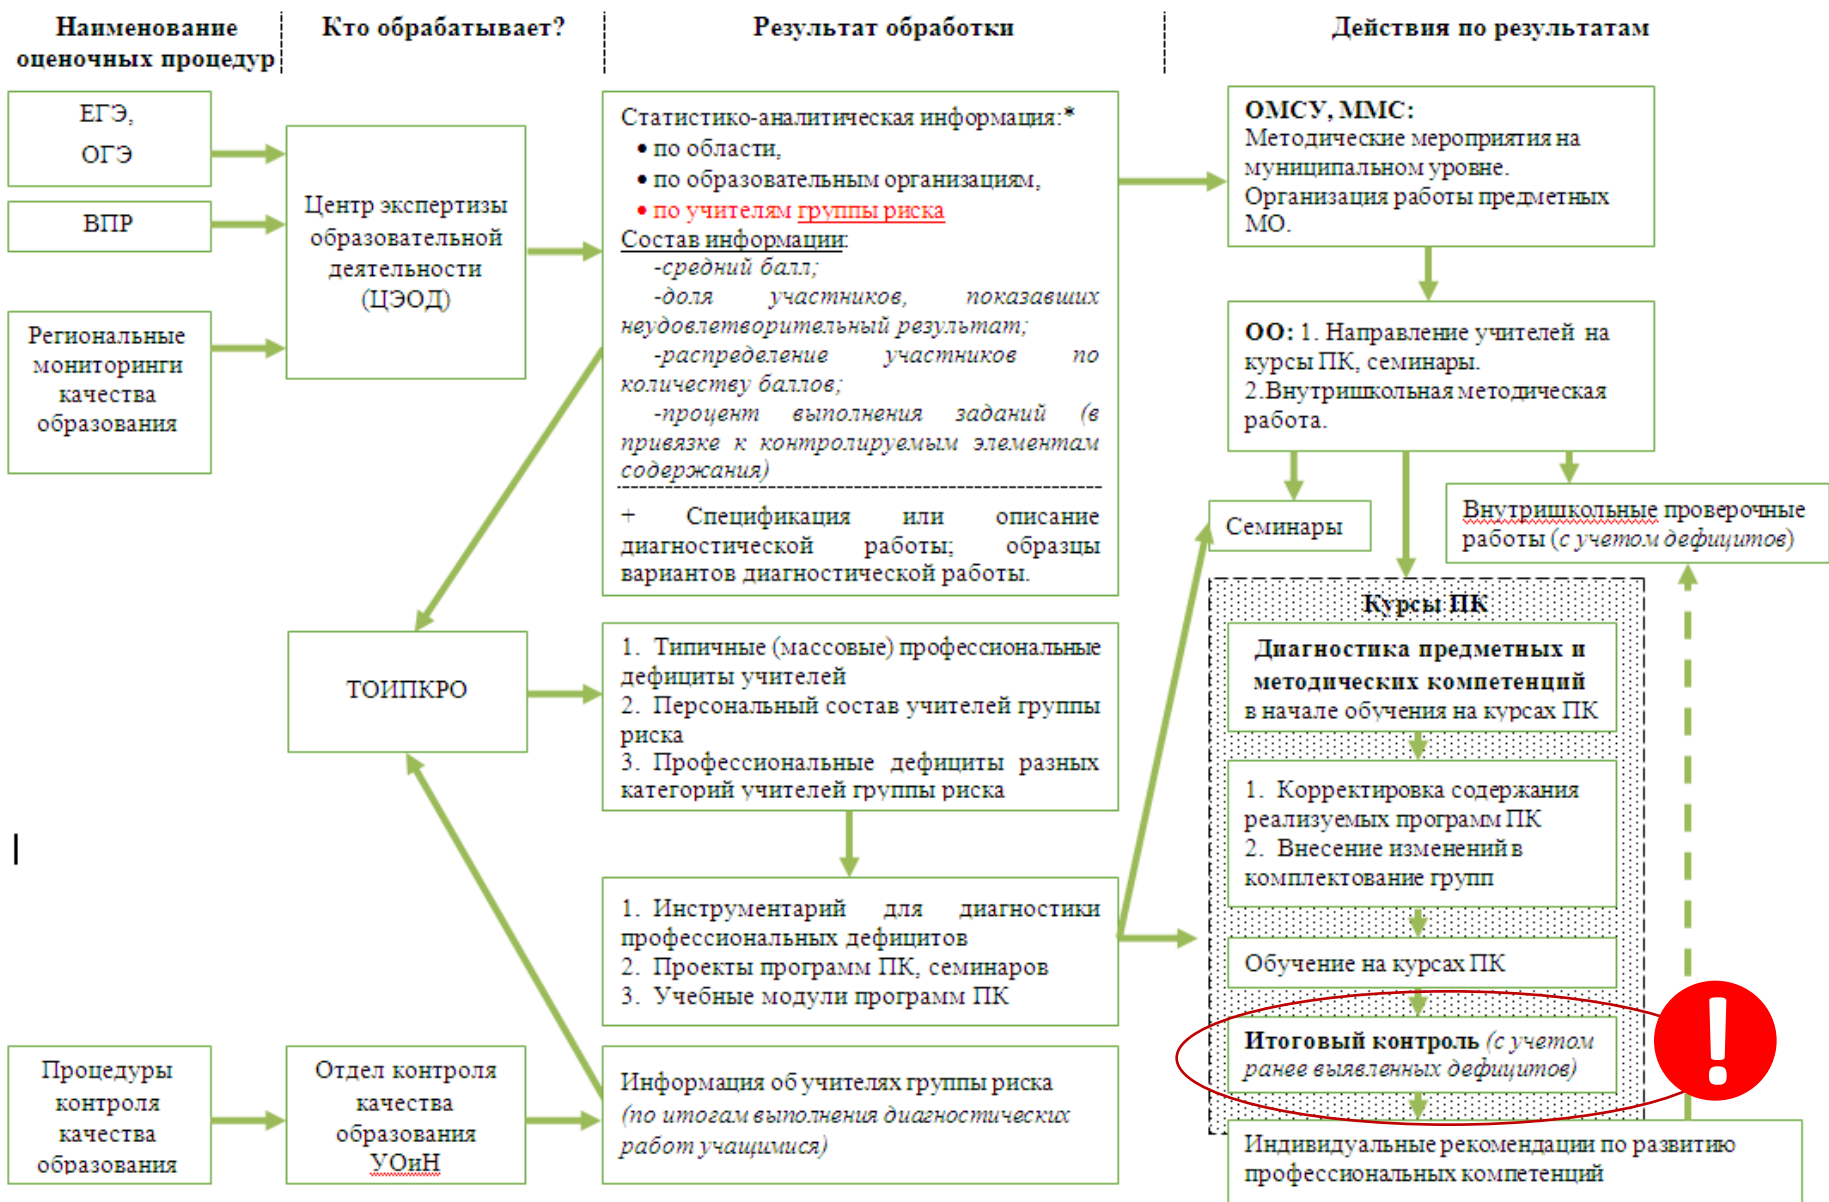 Наименование
оценочных процедур
Кто обрабатывает?
Результат обработки
Действия по результатам
ЕГЭ,
ОГЭ
ВПР
Региональные
мониторинги
качества
образования
Центр экспертизы
образовательной
деятельности
(ЦЭОД)
Статистико-аналитическая информация:*
• по области,
• по образовательным организациям,
• по учителям группы риска
Состав информации:
-средний балл;
-доля участников, показавших
неудовлетворительный результат;
-распределение участников по
количеству баллов;
-процент выполнения заданий (в
привязке к контролируемым элементам
содержания)
+ Спецификация или описание
диагностической работы; образцы
вариантов диагностической работы.
ОМСУ, ММС:
Методические мероприятия на
муниципальном уровне.
Организация работы предметных
МО.
ОО: 1. Направление учителей на
курсы ПК, семинары.
2.Внутришкольная методическая
работа.
Семинары
Внутришкольные проверочные
работы (с учетом дефицитов)
ТОИПКРО
1. Типичные (массовые) профессиональные
дефициты учителей
2. Персональный состав учителей группы
риска
3. Профессиональные дефициты разных
категорий учителей группы риска
1. Инструментарий для диагностики
профессиональных дефицитов
2. Проекты программ ПК, семинаров
3. Учебные модули программ ПК
Курсы ПК
Диагностика предметных и
методических компетенций
в начале обучения на курсах ПК
1. Корректировка содержания
реализуемых программ ПК
2. Внесение изменений в
комплектование групп
Обучение на курсах ПК
Итоговый контроль (с учетом
ранее выявленных дефицитов)
!
Индивидуальные рекомендации по развитию
профессиональных компетенций
Процедуры
контроля
качества
образования
Отдел контроля
качества
образования
УОиН
Информация об учителях группы риска
(по итогам выполнения диагностических
работ учащимися)